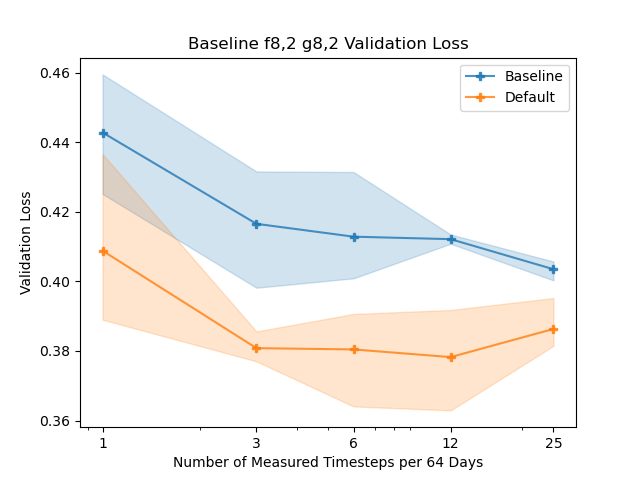 Baseline f8,2 g8,2 Validation Loss
Baseline
Default
Validation Loss
0.46
0.44
0.42
0.40
0.38
0.36
1 3 6 12 25
Number of Measured Timesteps per 64 Days